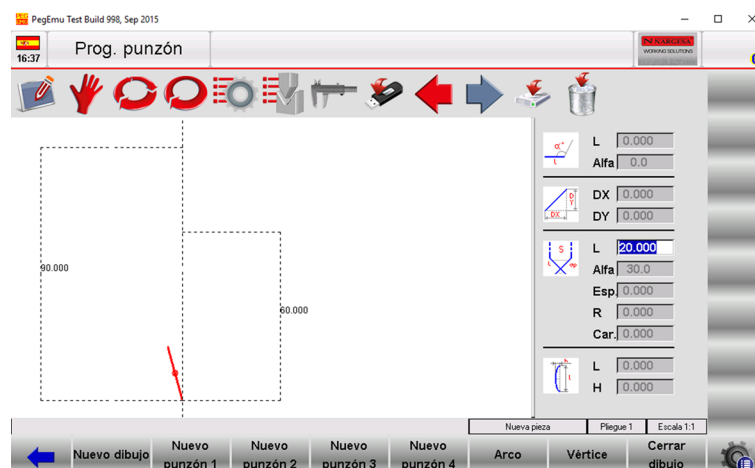 PegEmu Test Build 998, Sep 2015
16:37
Prog. punzón
NARGESA
WORKING SOLUTIONS
90.000
60.000
L 0.000
Alfa 0.0
DX 0.000
DY 0.000
L 20.000
Alfa 30.0
Esp. 0.000
R 0.000
Car. 0.000
L 0.000
H 0.000
Nueva pieza Pliegue 1 Escala 1:1
Nuevo dibujo
Nuevo
punzón 1
Nuevo
punzón 2
Nuevo
punzón 3
Nuevo
punzón 4
Arco
Vértice
Cerrar
dibujo